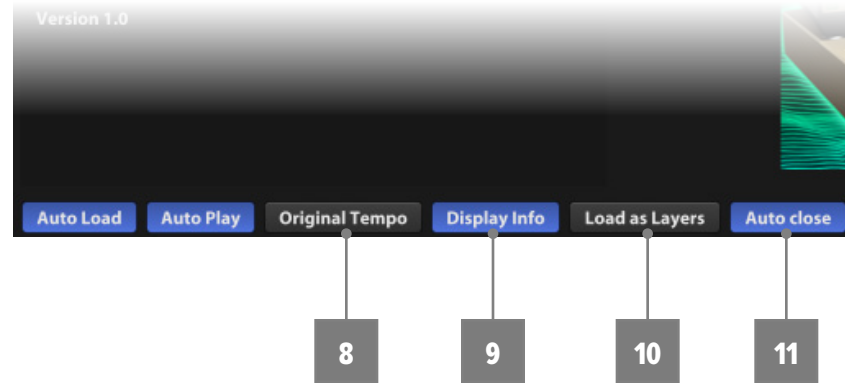 Version 1.0
Auto Load Auto Play Original Tempo Display Info Load as Layers Auto close
8 9 10 11